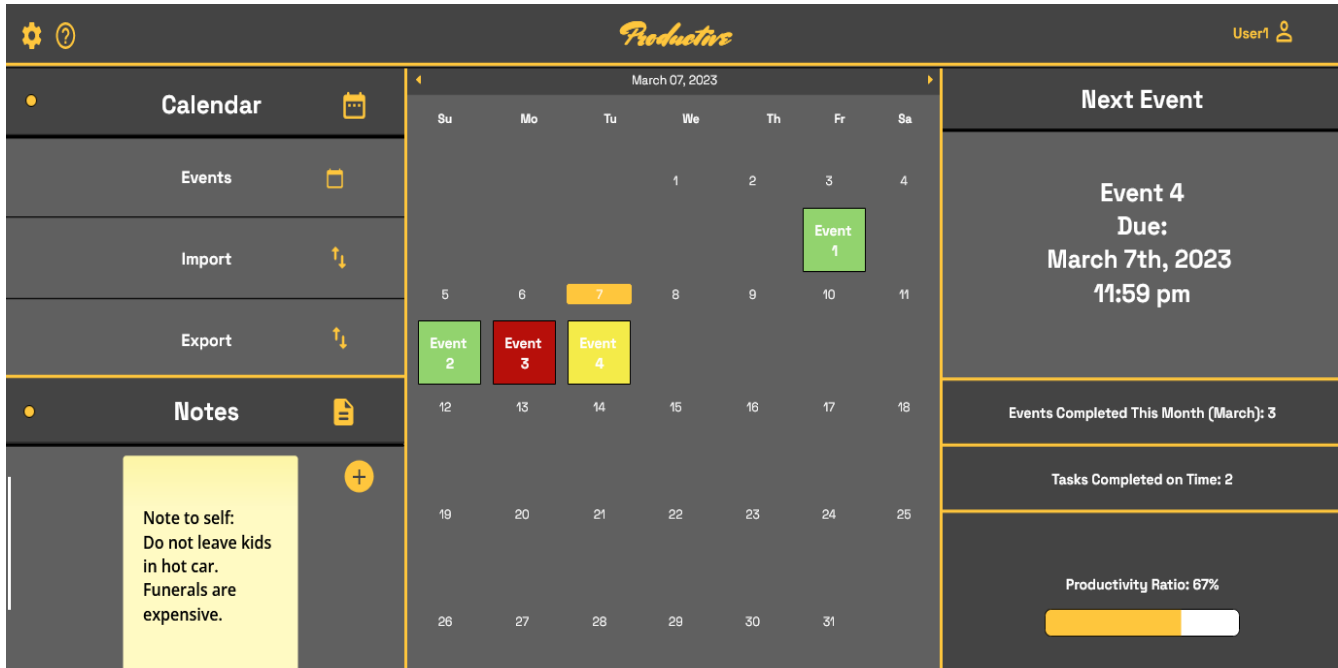 Productive
User1
Calendar
Events
Import
Export
Notes
Note to self:
Do not leave kids
in hot car.
Funerals are
expensive.
March 07, 2023
Su Mo Tu We Th Fr Sa
1 2 3 4
Event
1
5 6 7 8 9 10 11
Event Event Event
2 3 4
12 13 14 15 16 17 18
19 20 21 22 23 24 25
26 27 28 29 30 31
Next Event
Event 4
Due:
March 7th, 2023
11:59 pm
Events Completed This Month (March): 3
Tasks Completed on Time: 2
Productivity Ratio: 67%